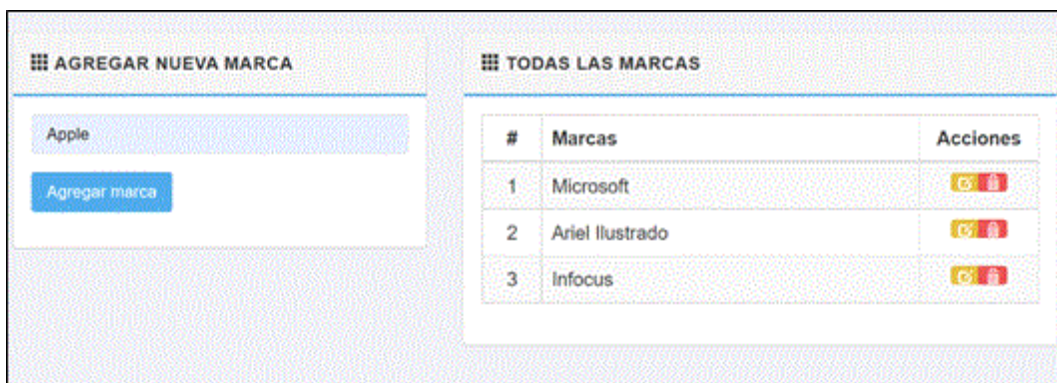 AGREGAR NUEVA MARCA
Apple
Agregar marca
TODAS LAS MARCAS
# Marcas Acciones
1 Microsoft
2 Ariel Ilustrado
3 Infocus